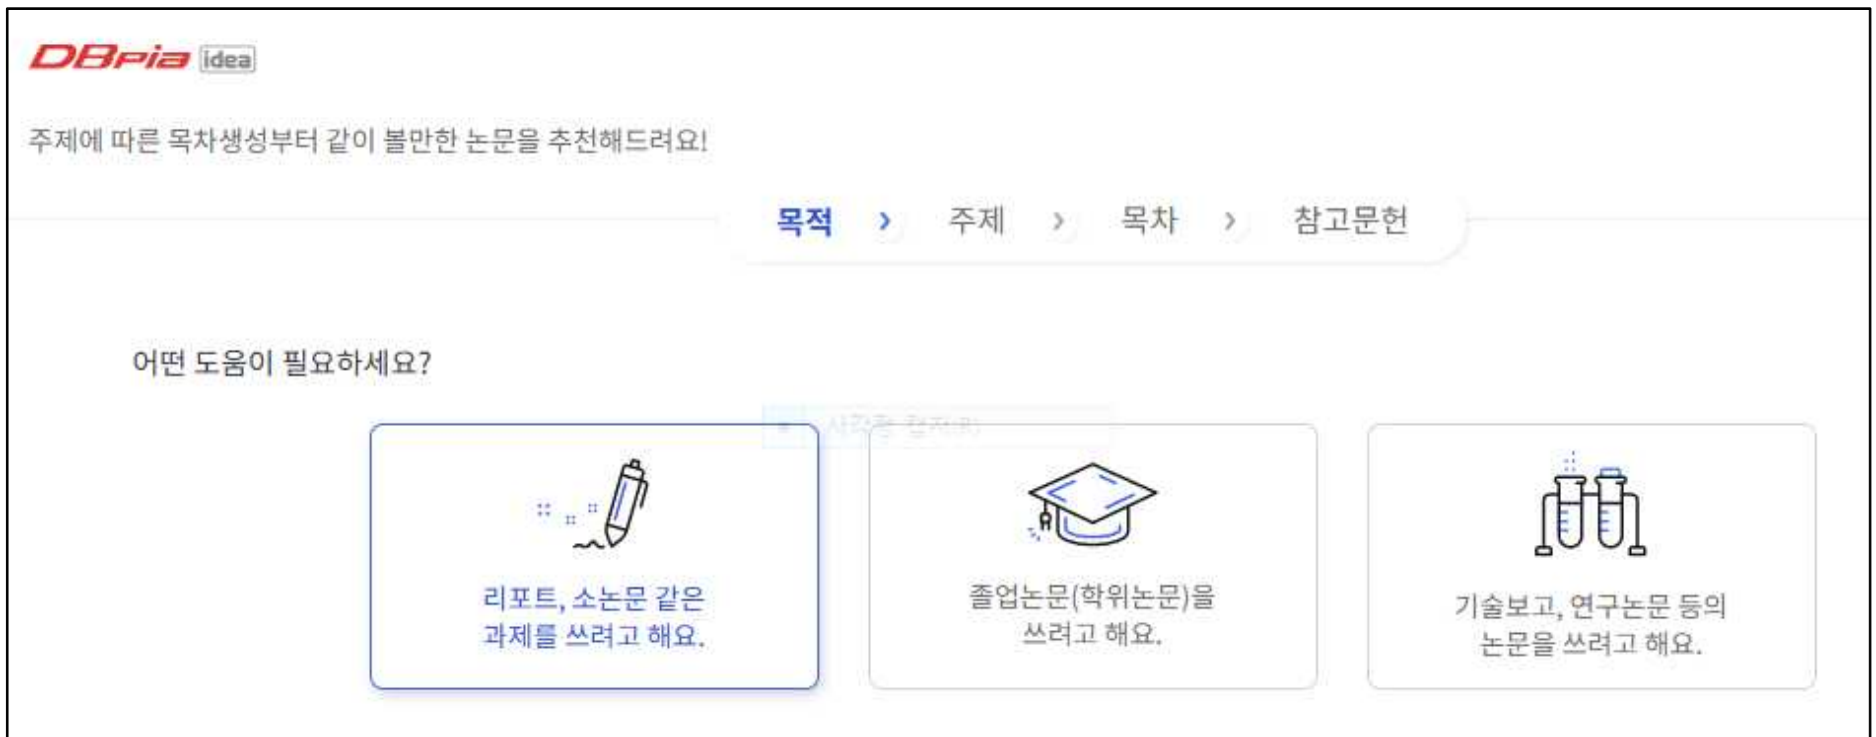 DBpia idea
주제에 따른 목차생성부터 같이 볼만한 논문을 추천해드려요!
목적 > 주제 > 목차 > 참고문헌
어떤 도움이 필요하세요?
리포트, 소논문 같은
과제를 쓰려고 해요.
졸업논문(학위논문)을
쓰려고 해요.
기술보고, 연구논문 등의
논문을 쓰려고 해요.